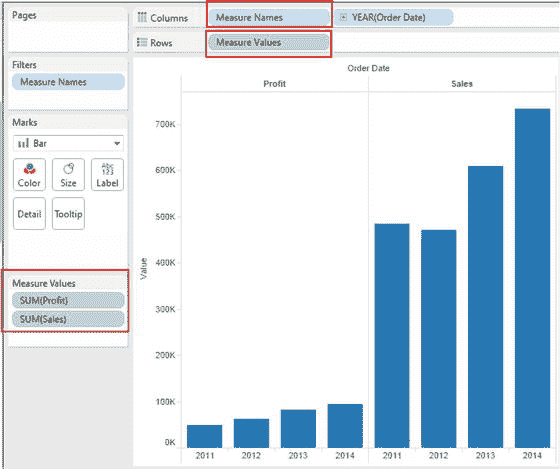 Pages
Columns
Measure Names
YEAR(Order Date)
Rows
Measure Values
Filters
Measure Names
Marks
Bar
Color
Size
Abc
123
Label
Detail
Tooltip
Measure Values
SUM(Profit)
SUM(Sales)
Order Date
Profit
Sales
Value
700K
600K
500K
400K
300K
200K
100K
0K
2011 2012 2013 2014 2011 2012 2013 2014